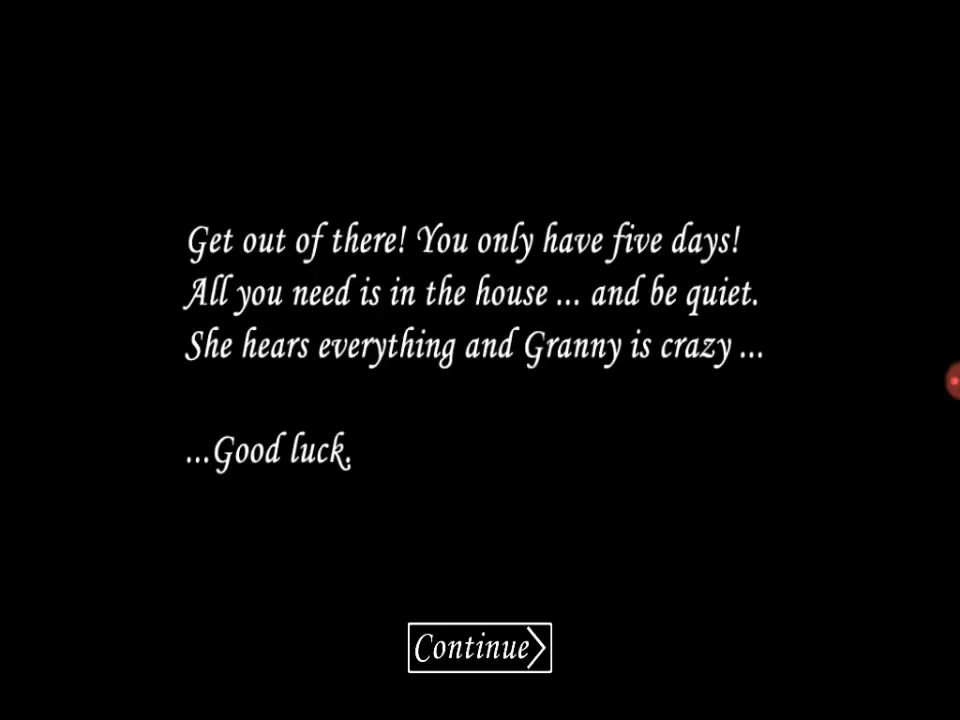 Get out of there! You only have five days!
All you need is in the house ... and be quiet.
She hears everything and Granny is crazy ...
...Good luck.
Continue